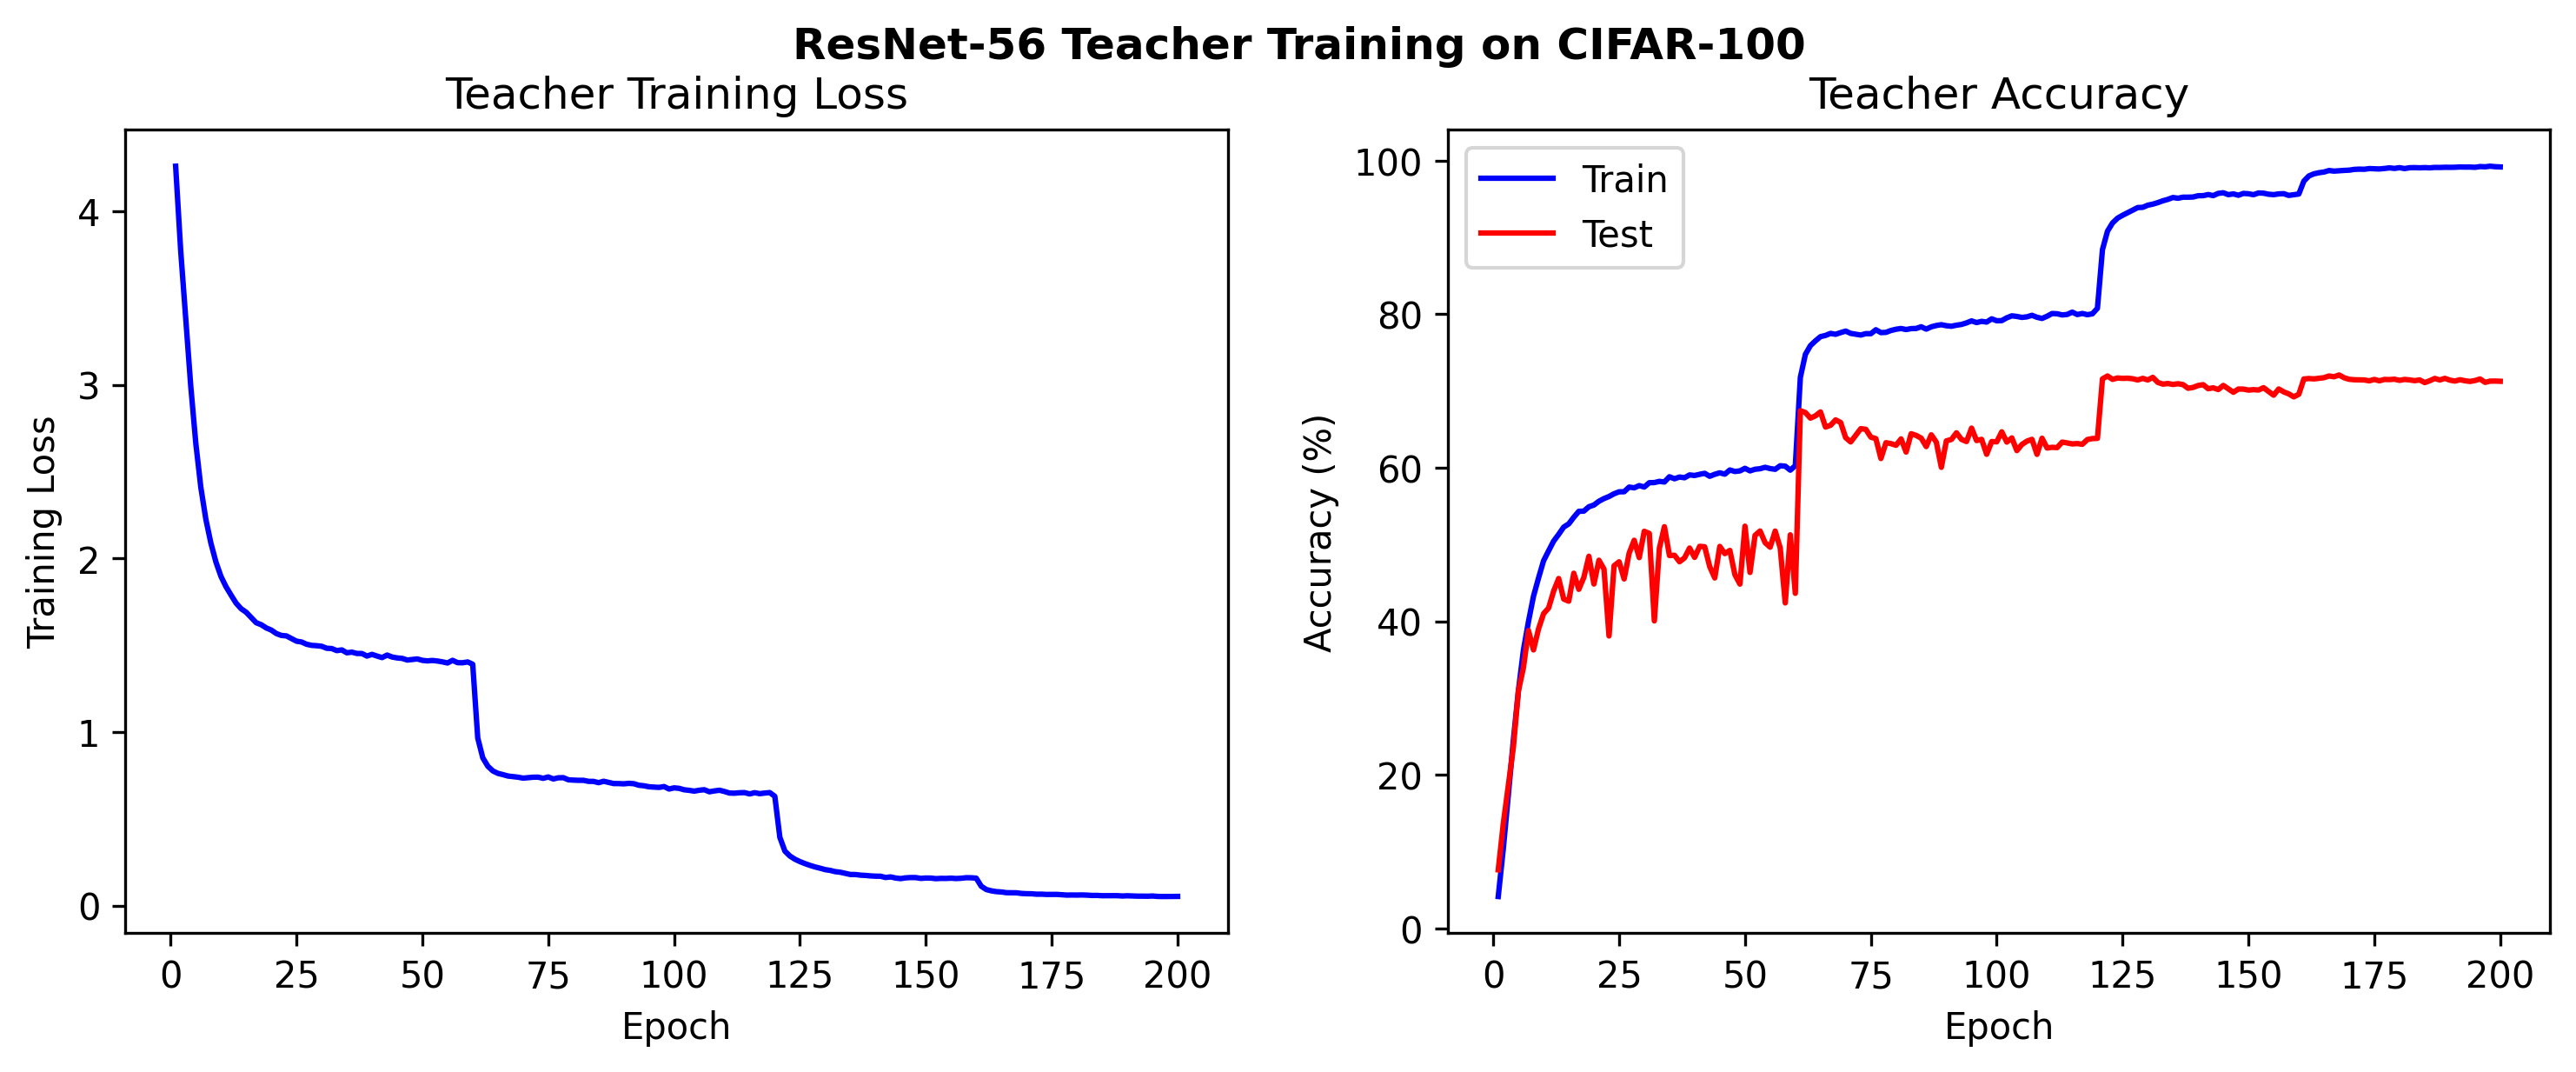 ResNet-56 Teacher Training on CIFAR-100
Teacher Training Loss
Training Loss
4
3
2
1
0
0 25 50 75 100 125 150 175 200
Epoch
Teacher Accuracy
Accuracy (%)
100
80
60
40
20
0
Train
Test
0 25 50 75 100 125 150 175 200
Epoch